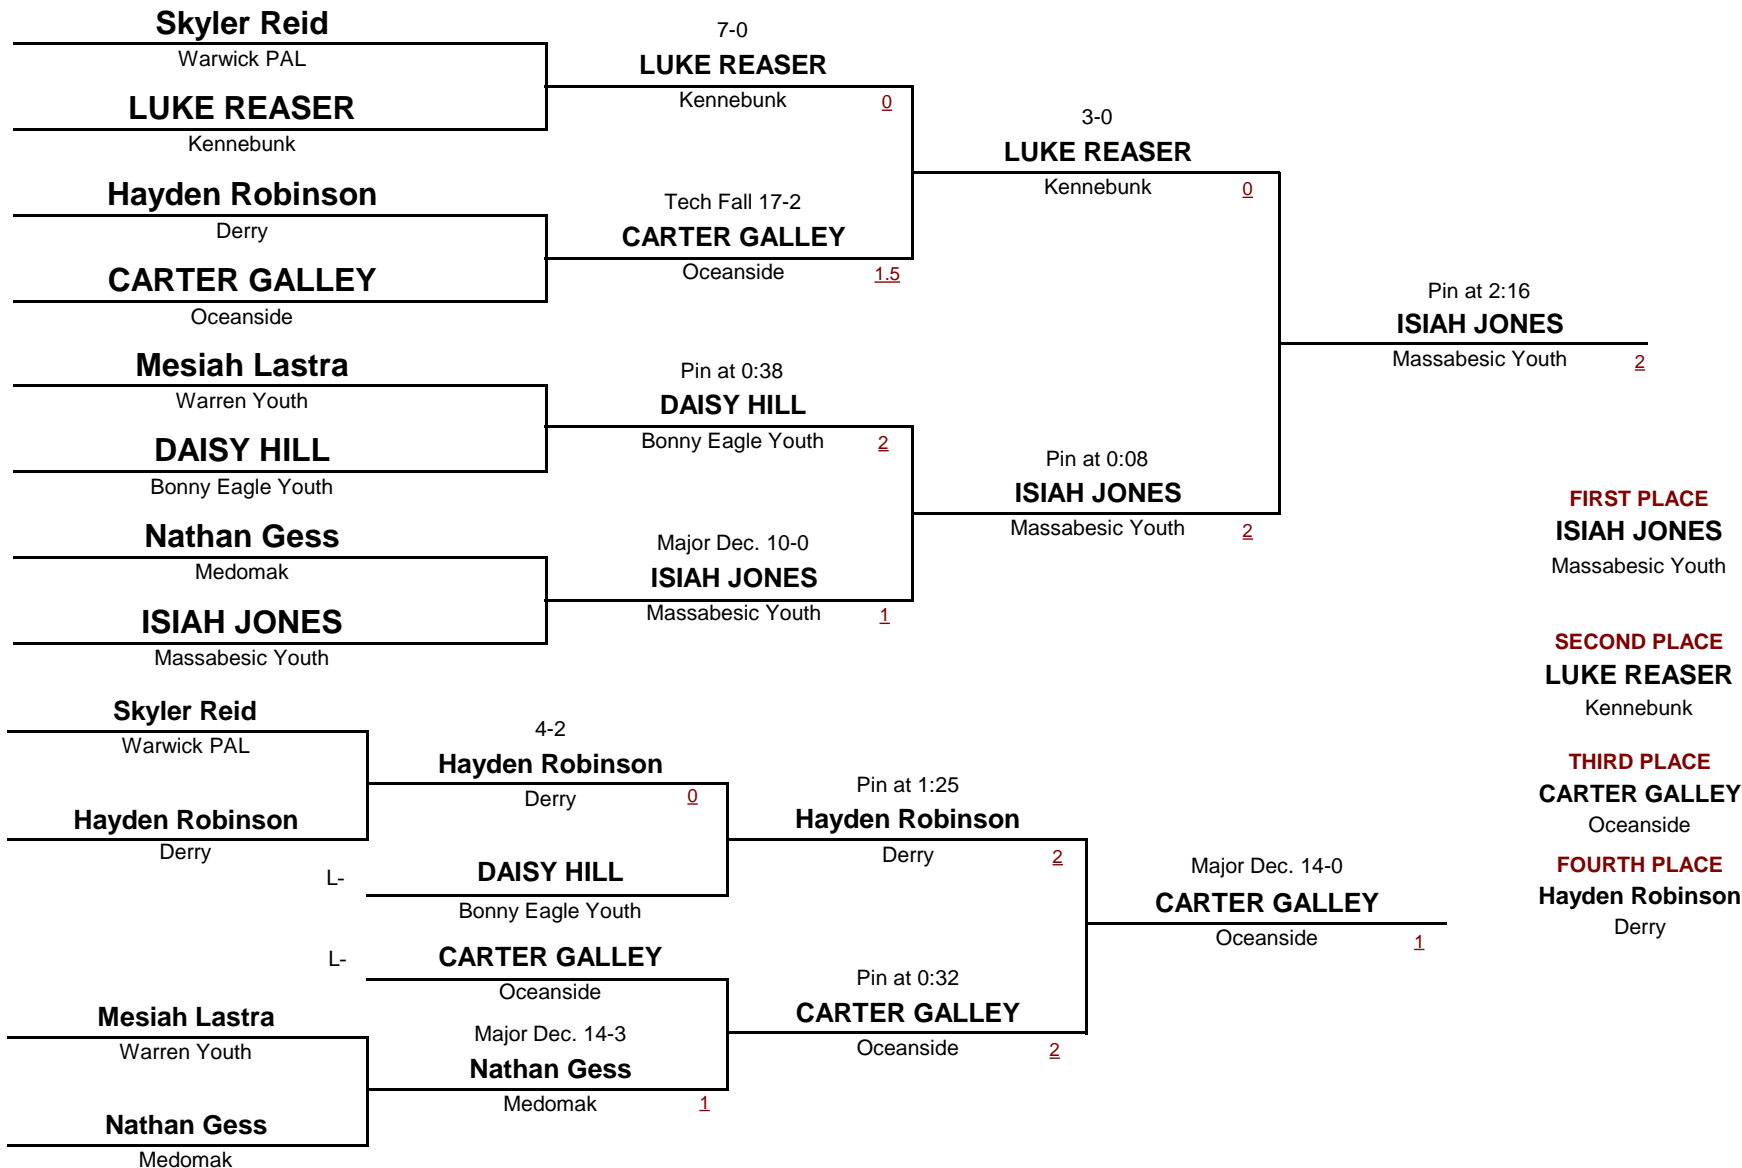 Skyler Reid
Warwick PAL
LUKE REASER
Kennebunk
Hayden Robinson
Derry
CARTER GALLEY
Oceanside
Mesiah Lastra
Warren Youth
DAISY HILL
Bonny Eagle Youth
Nathan Gess
Medomak
ISIAH JONES
Massabesic Youth
7-0
LUKE REASER
Kennebunk 0
Tech Fall 17-2
CARTER GALLEY
Oceanside 1.5
Pin at 0:38
DAISY HILL
Bonny Eagle Youth 2
Major Dec. 10-0
ISIAH JONES
Massabesic Youth 1
3-0
LUKE REASER
Kennebunk 0
Pin at 0:08
ISIAH JONES
Massabesic Youth 2
Pin at 2:16
ISIAH JONES
Massabesic Youth 2
FIRST PLACE
ISIAH JONES
Massabesic Youth
SECOND PLACE
LUKE REASER
Kennebunk
THIRD PLACE
CARTER GALLEY
Oceanside
FOURTH PLACE
Hayden Robinson
Derry
Skyler Reid
Warwick PAL
Hayden Robinson
Derry
Mesiah Lastra
Warren Youth
Nathan Gess
Medomak
4-2
Hayden Robinson
Derry 0
L- DAISY HILL
Bonny Eagle Youth
L- CARTER GALLEY
Oceanside
Major Dec. 14-3
Nathan Gess
Medomak 1
Pin at 1:25
Hayden Robinson
Derry 2
Pin at 0:32
CARTER GALLEY
Oceanside 2
Major Dec. 14-0
CARTER GALLEY
Oceanside 1